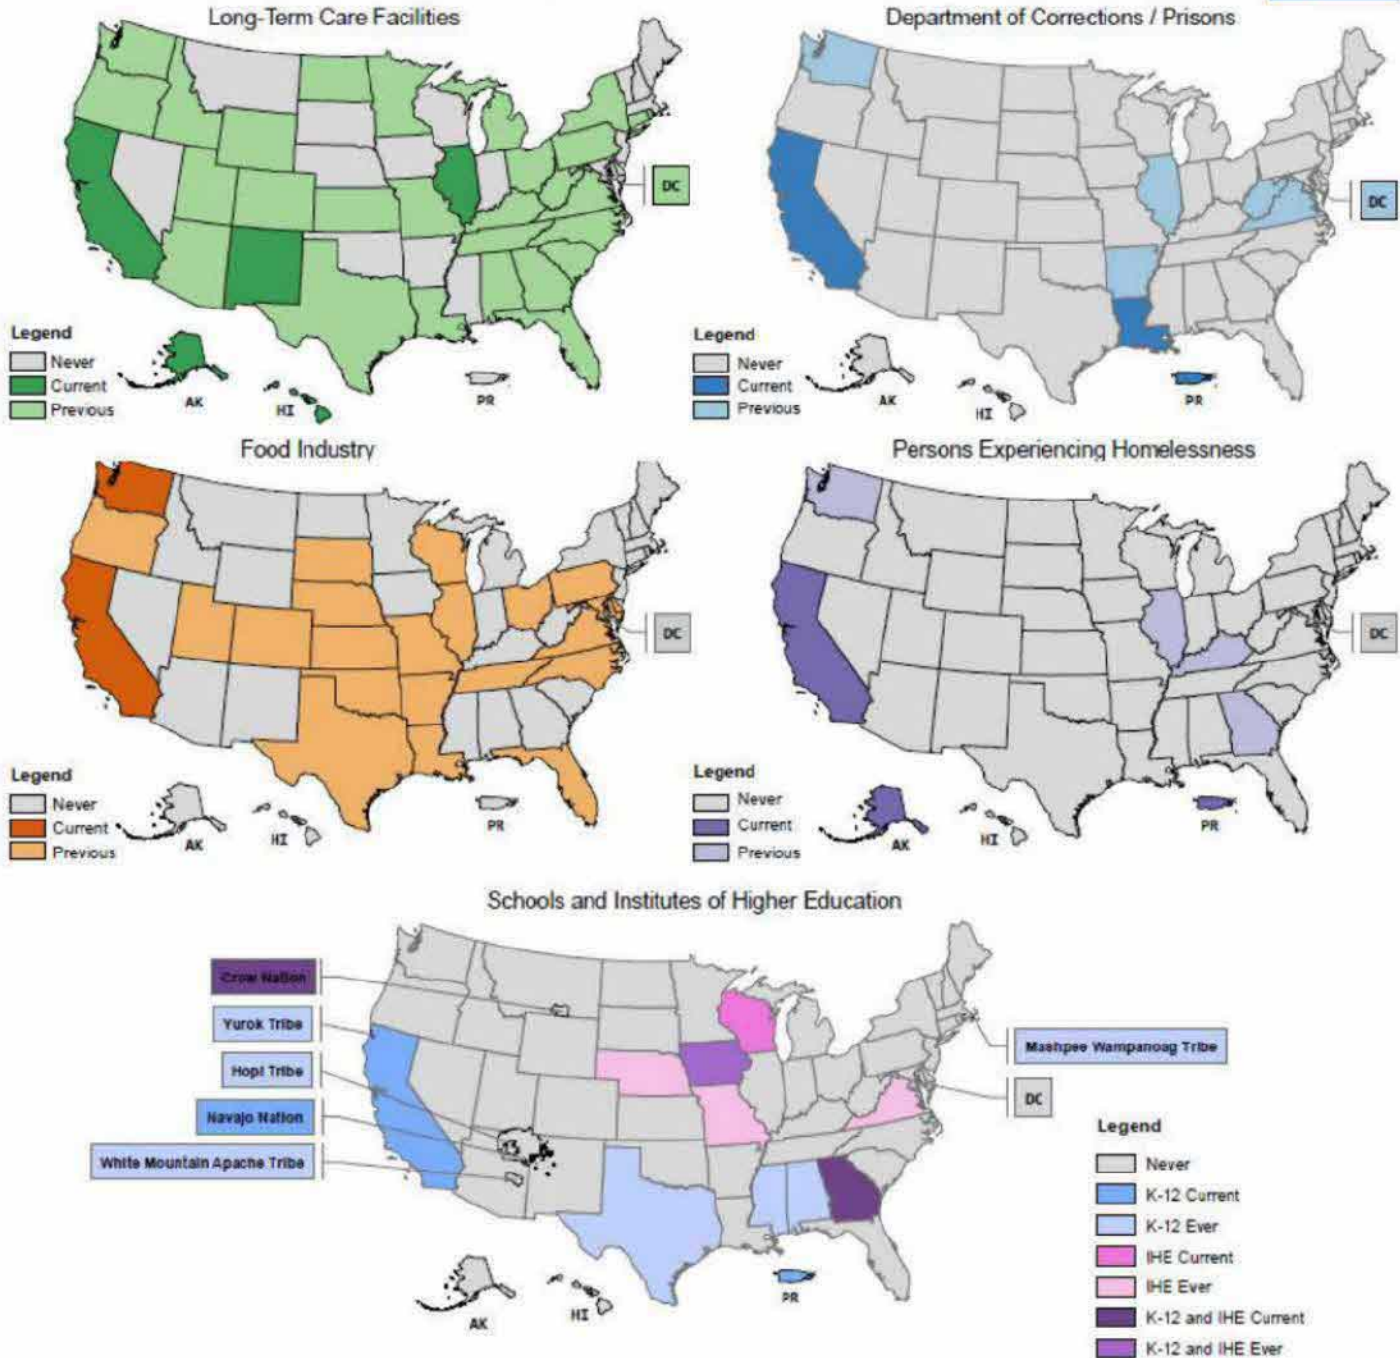 Long-Term Care Facilities
DC
Legend
Never
Current
Previous
AK
HI
PR
Department of Corrections / Prisons
DC
Legend
Never
Current
Previous
AK
HI
PR
Food Industry
DC
Legend
Never
Current
Previous
AK
HI
PR
Persons Experiencing Homelessness
DC
Legend
Never
Current
Previous
AK
HI
PR
Schools and Institutes of Higher Education
Crow Nation
Yurok Tribe
Hopi Tribe
Navajo Nation
White Mountain Apache Tribe
Mashpee Wampanoag Tribe
DC
AK
HI
PR
Legend
Never
K-12 Current
K-12 Ever
IHE Current
IHE Ever
K-12 and IHE Current
K-12 and IHE Ever